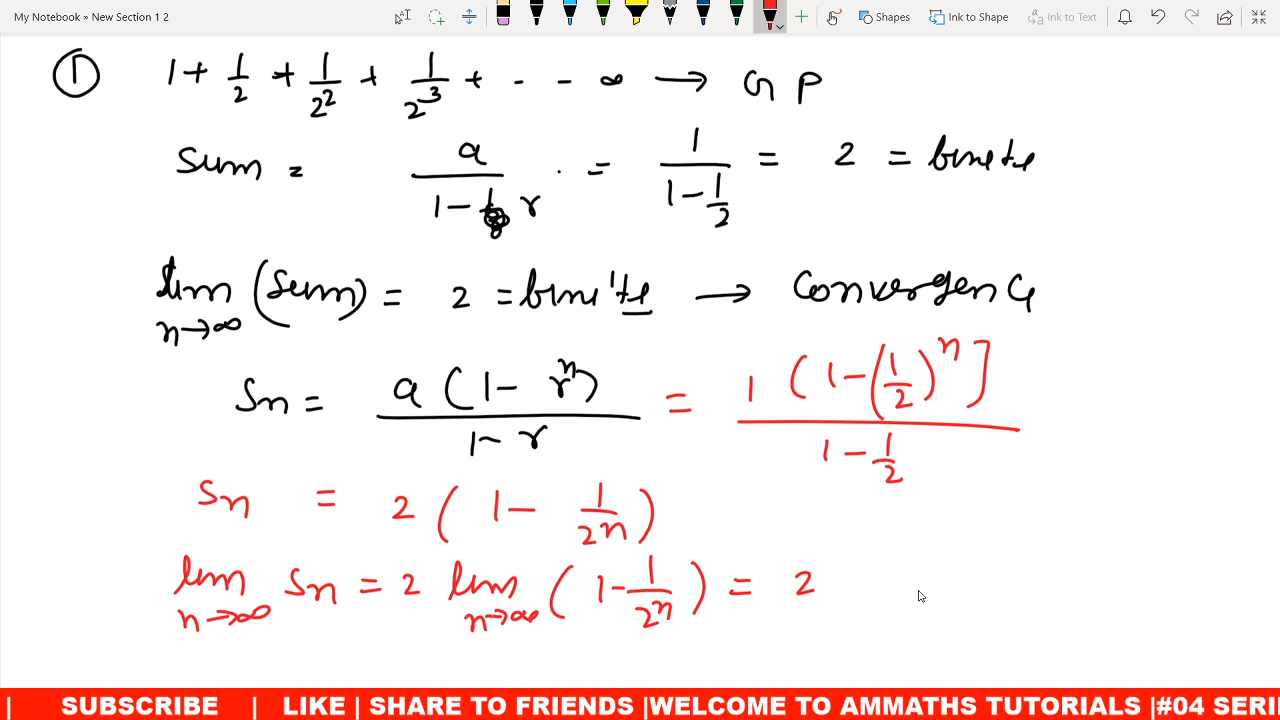 My Notebook » New Section 1 2
Shapes
Ink to Shape
Ink to Text
① 1 + 1/2 + 1/2² + 1/2³ + - - ∞ → GP
Sum = a/(1 - r) = 1/(1 - 1/2) = 2 = finite
lim n→∞ (Sum) = 2 = finite → Convergence
Sn = a(1 - rⁿ)/(1 - r) = 1(1 - (1/2)ⁿ]/(1 - 1/2)
Sn = 2(1 - 1/2ⁿ)
lim n→∞ Sn = 2 lim n→∞ (1 - 1/2ⁿ) = 2
| SUBSCRIBE | LIKE | SHARE TO FRIENDS |WELCOME TO AMMATHS TUTORIALS |#04 SERI